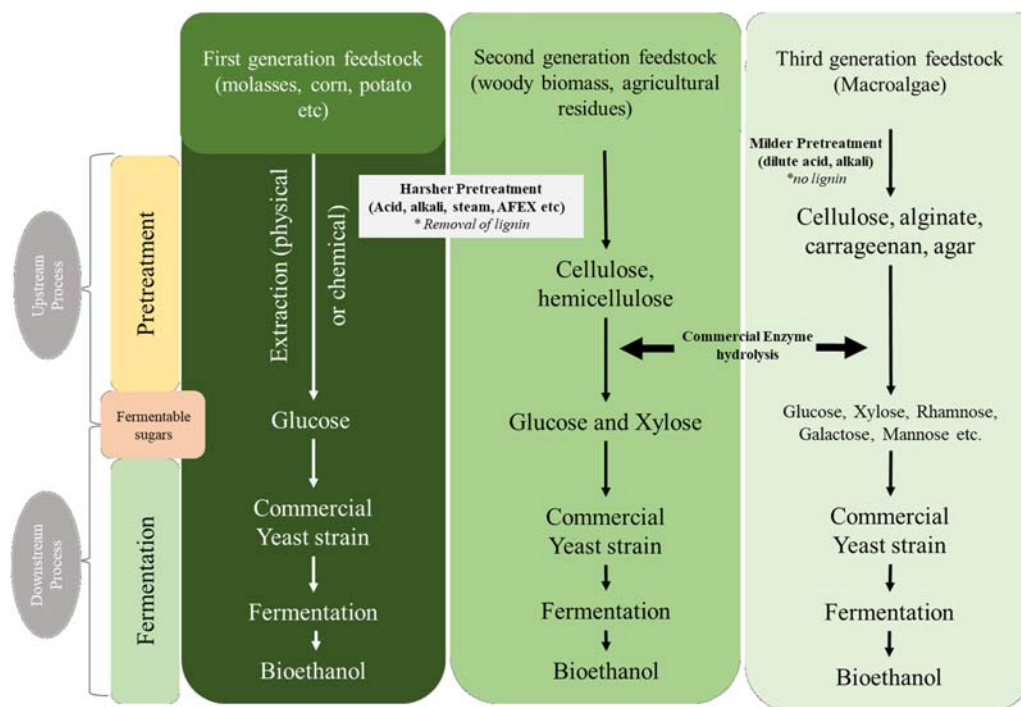 First generation feedstock
(molasses, corn, potato
etc)
Second generation feedstock
(woody biomass, agricultural
residues)
Third generation feedstock
(Macroalgae)
Upstream
Process
Pretreatment
Extraction (physical
or chemical)
Harsher Pretreatment
(Acid, alkali, steam, AFEX etc)
* Removal of lignin
Milder Pretreatment
(dilute acid, alkali)
*no lignin
Cellulose,
hemicellulose
Cellulose, alginate,
carrageenan, agar
Commercial Enzyme
hydrolysis
Fermentable
sugars
Glucose
Glucose and Xylose
Glucose, Xylose, Rhamnose,
Galactose, Mannose etc.
Downstream
Process
Fermentation
Commercial
Yeast strain
Fermentation
Bioethanol
Commercial
Yeast strain
Fermentation
Bioethanol
Commercial
Yeast strain
Fermentation
Bioethanol